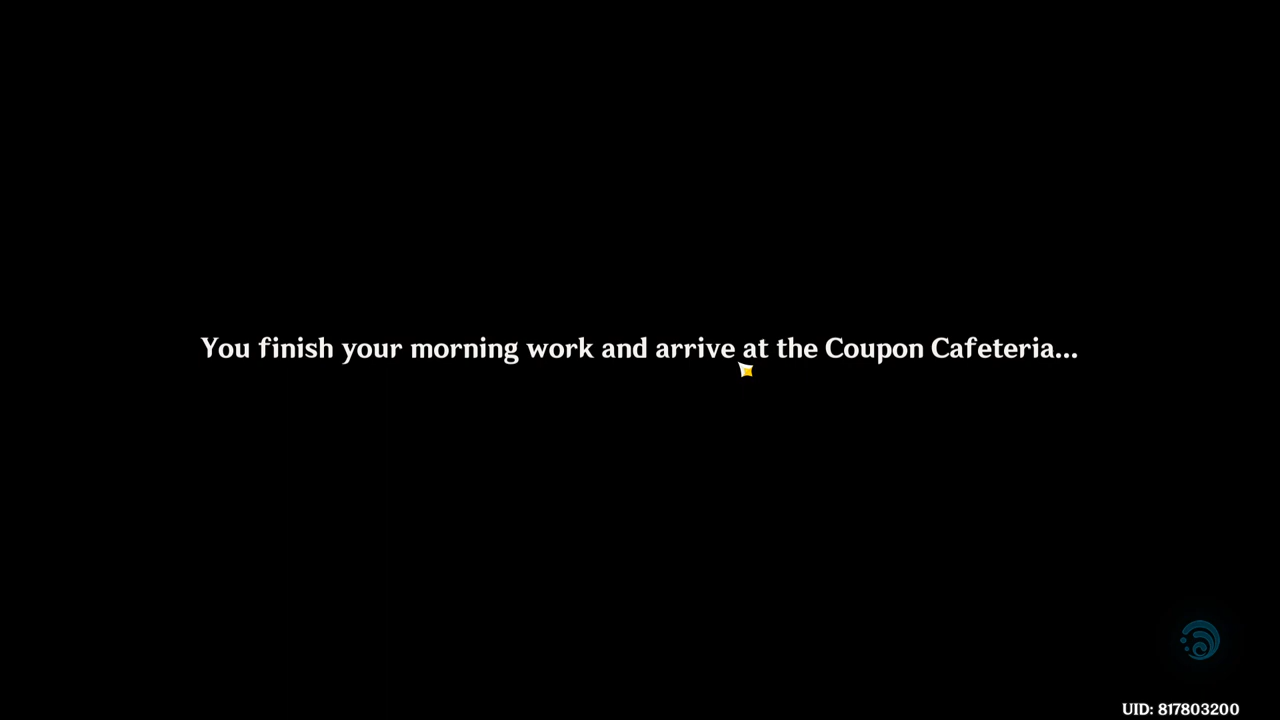 You finish your morning work and arrive at the Coupon Cafeteria...
UID: 817803200